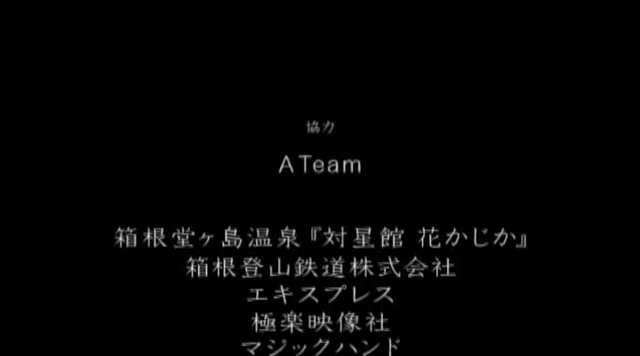 協力
A Team
箱根堂ヶ島温泉『対星館 花かじか』
箱根登山鉄道株式会社
エキスプレス
極楽映像社
マジックハンド